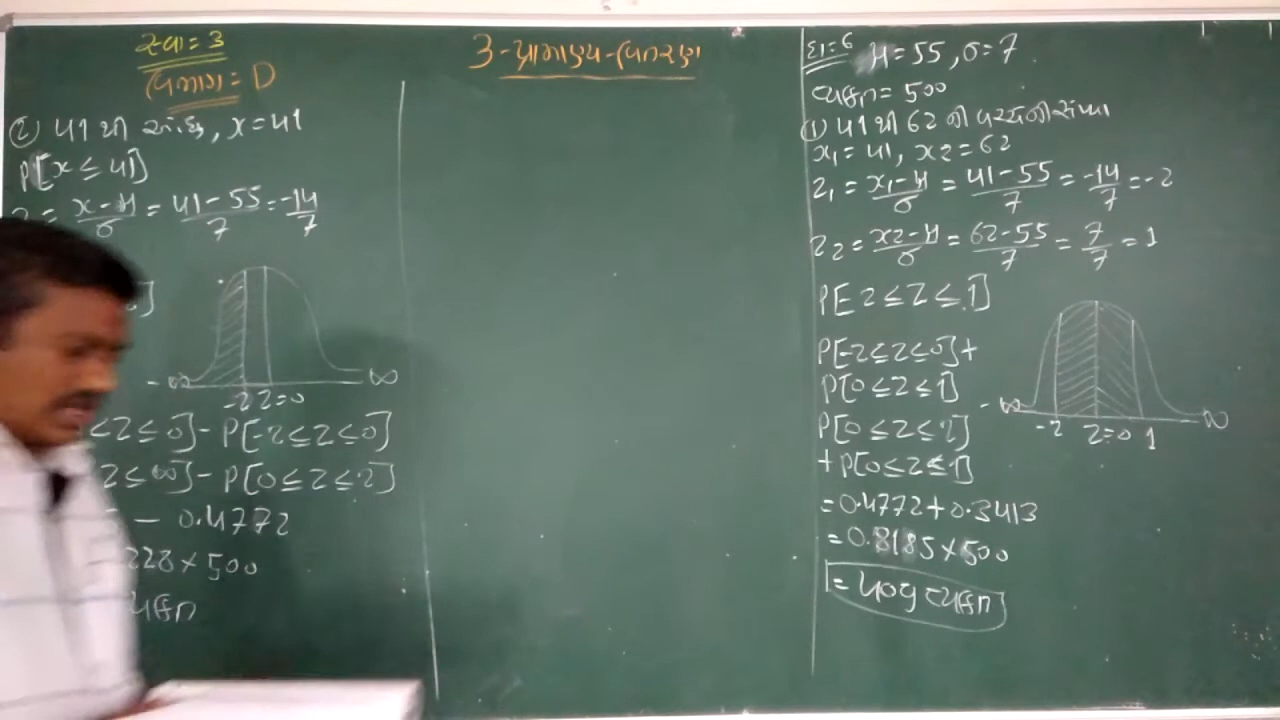 સ્વા = 3
વિભાગ = D
3-પ્રામાણ્ય-વિતરણ
દા=6 μ=55, σ=7
વ્યક્તિ = 500
(1) 41 થી 62 ની વચ્ચેની સંખ્યા
x₁ = 41, x2 = 62
z₁ = x₁-μ/σ = 41-55/7 = -14/7 = -2
z₂ = x2-μ/σ = 62-55/7 = 7/7 = 1
P[-2≤Z≤1]
P[-2≤Z≤0]+
P[0≤Z≤1]
P[0≤Z≤2]
+P[0≤Z≤1]
=0.4772+0.3413
=0.8185×500
=409 વ્યક્તિ
-∞ -2 Z=0 1 ∞
(2) 41 થી ઓછી, x=41
P[x ≤ 41]
= x-μ/σ = 41-55/7 = -14/7
]
-∞ -2 Z=0 ∞
≤Z≤0]-P[-2≤Z≤0]
Z≤∞]-P[0≤Z≤2]
- 0.4772
228×500